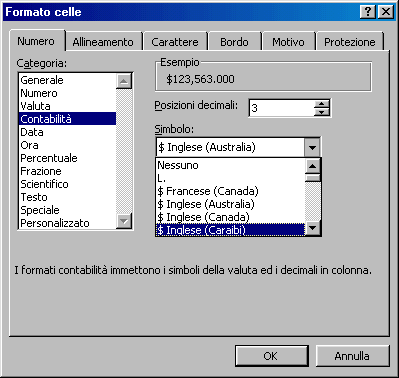 Formato celle
Numero Allineamento Carattere Bordo Motivo Protezione
Categoria:
Generale
Numero
Valuta
Contabilità
Data
Ora
Percentuale
Frazione
Scientifico
Testo
Speciale
Personalizzato
Esempio
$123,563.000
Posizioni decimali: 3
Simbolo:
$ Inglese (Australia)
Nessuno
L.
$ Francese (Canada)
$ Inglese (Australia)
$ Inglese (Canada)
$ Inglese (Caraibi)
I formati contabilità immettono i simboli della valuta ed i decimali in colonna.
OK Annulla